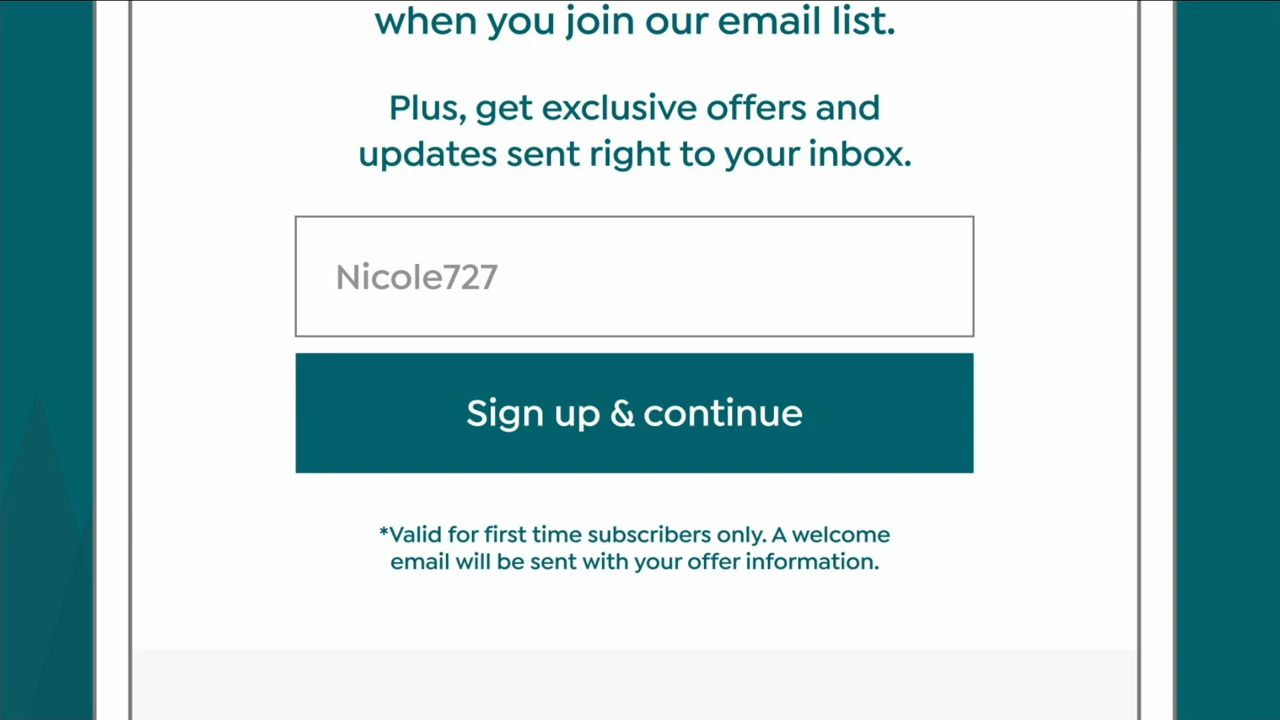 when you join our email list.
Plus, get exclusive offers and
updates sent right to your inbox.
Nicole727
Sign up & continue
*Valid for first time subscribers only. A welcome
email will be sent with your offer information.